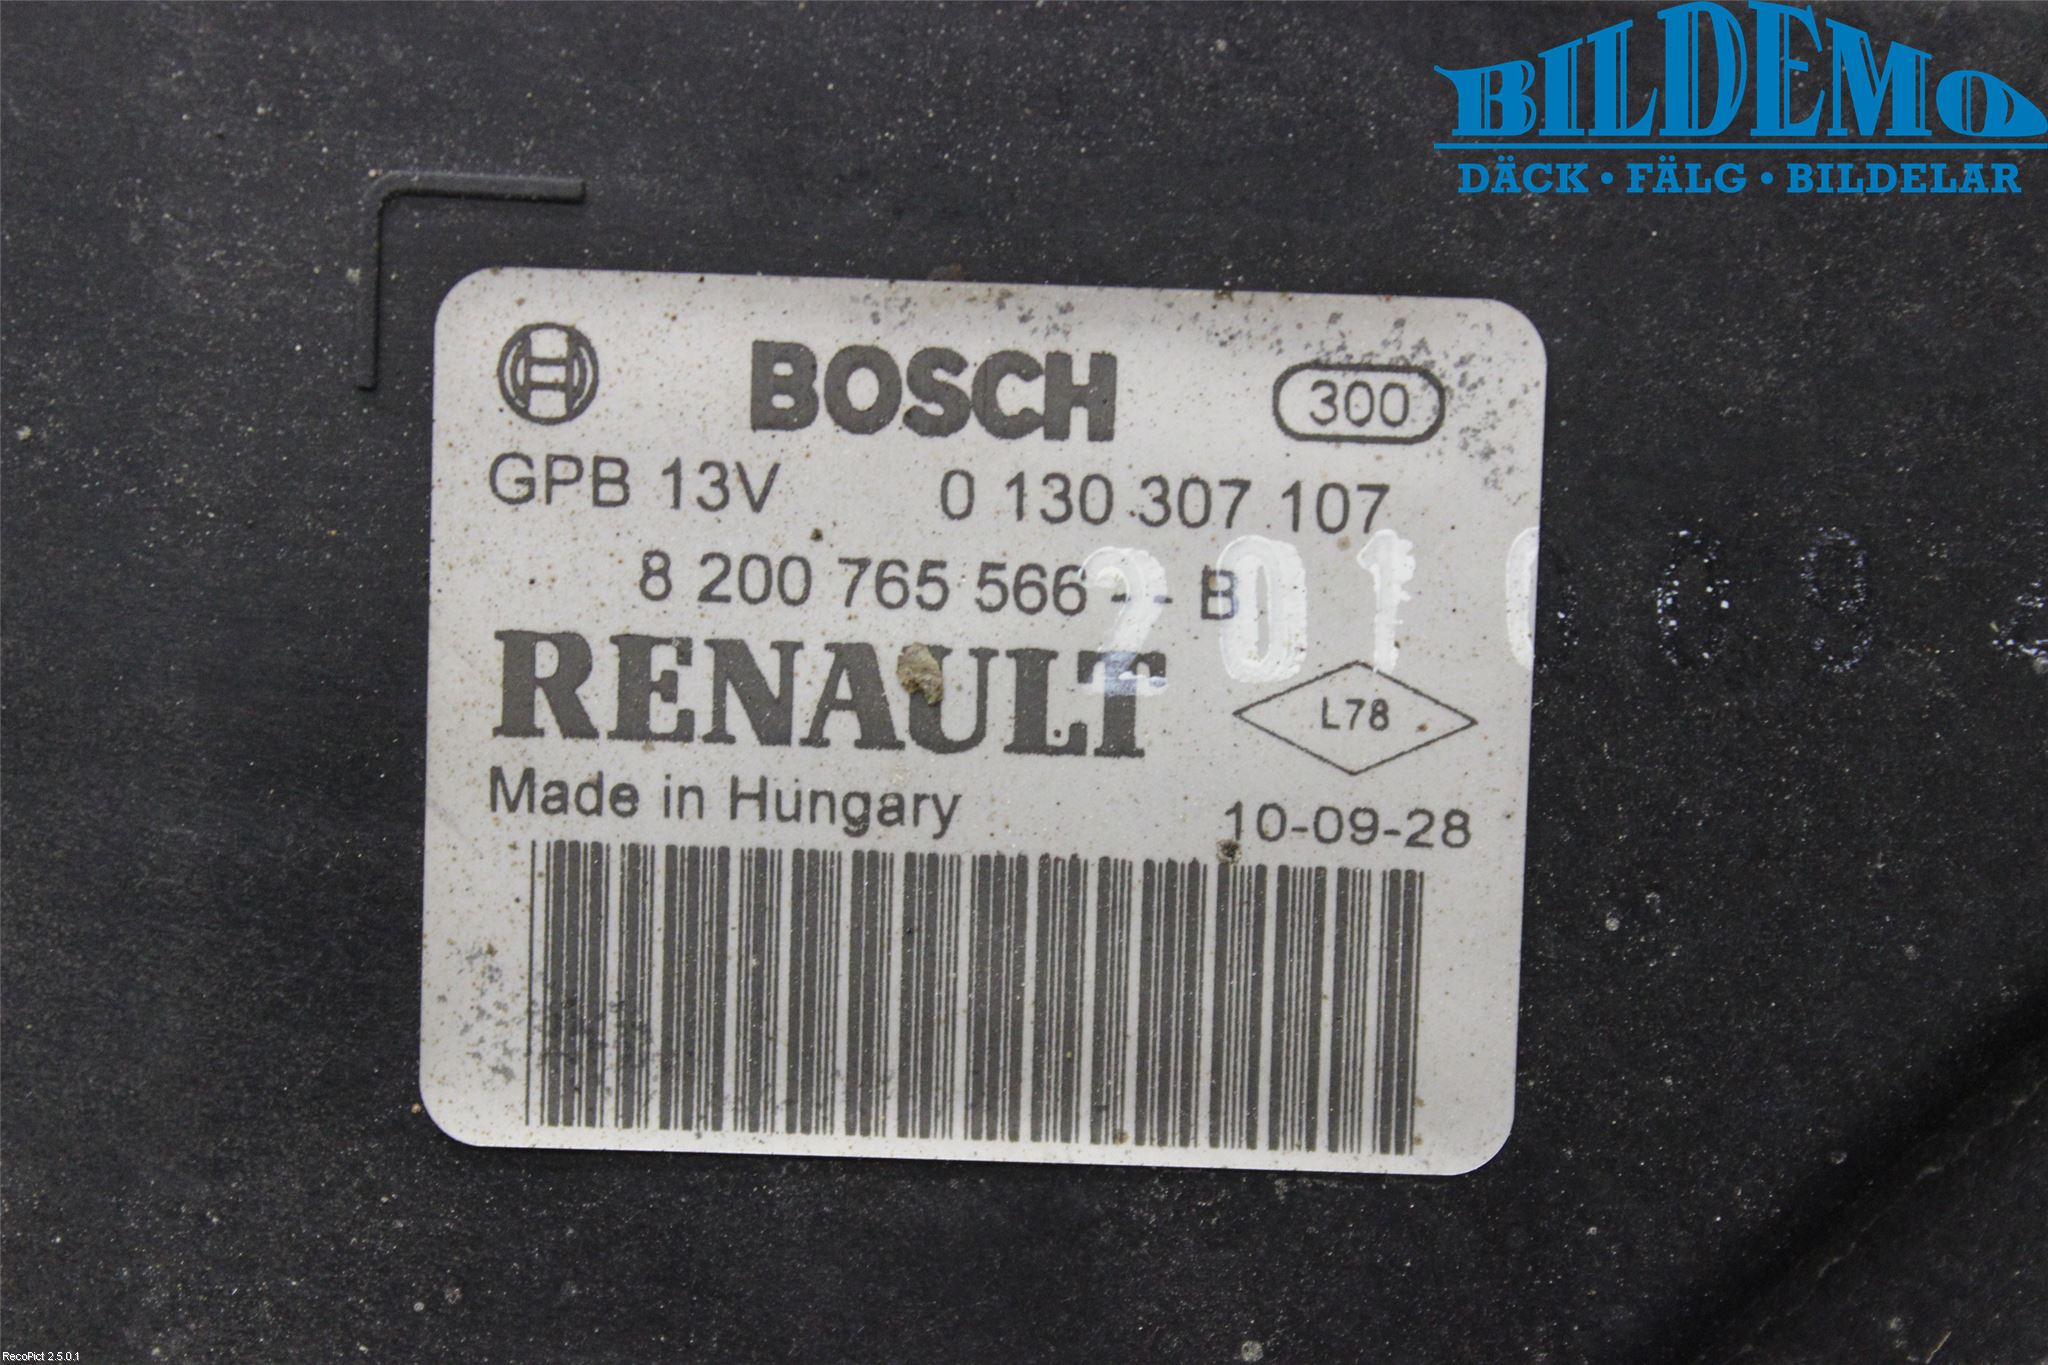 BILDEMO
DÄCK • FÄLG • BILDELAR
BOSCH 300
GPB 13V 0 130 307 107
8 200 765 566 -- B
RENAULT
L78
Made in Hungary 10-09-28
RecoPict 2.5.0.1